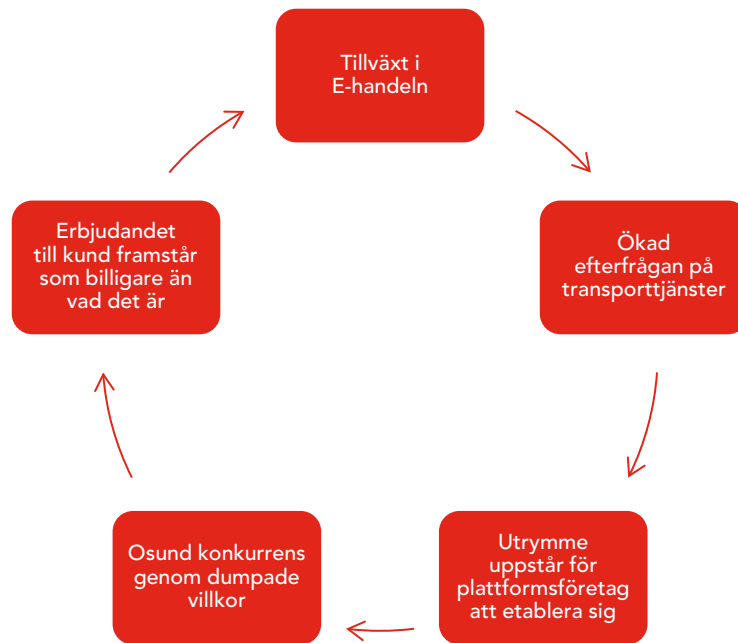 Tillväxt i
E-handeln
Ökad
efterfrågan på
transporttjänster
Utrymme
uppstår för
plattformsföretag
att etablera sig
Osund konkurrens
genom dumpade
villkor
Erbjudandet
till kund framstår
som billigare än
vad det är